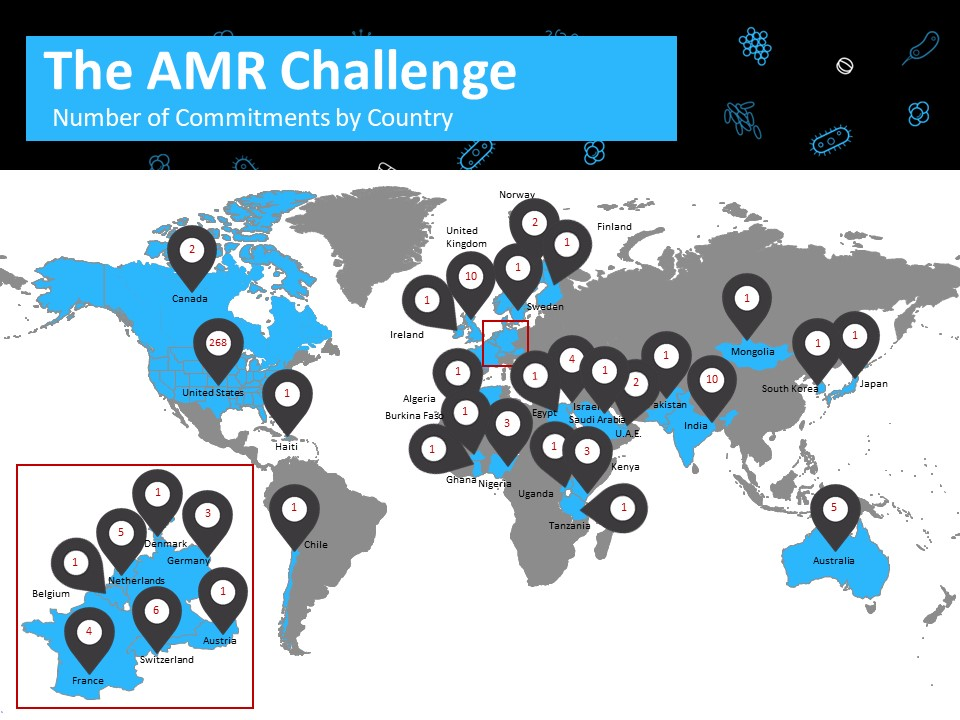 The AMR Challenge
Number of Commitments by Country
Norway
2
Finland
1
United
Kingdom
10
1
Sweden
1
Ireland
2
Canada
268
United States
1
Haiti
1
Mongolia
1
South Korea
1
Japan
1
Algeria
Burkina Faso
1
1
Ghana
3
Nigeria
1
Egypt
4
Israel
1
Saudi Arabia
2
U.A.E.
1
akistan
10
India
1
Uganda
3
Kenya
1
Tanzania
1
Chile
5
Australia
1
Denmark
3
Germany
5
Netherlands
1
Belgium
6
Switzerland
1
Austria
4
France